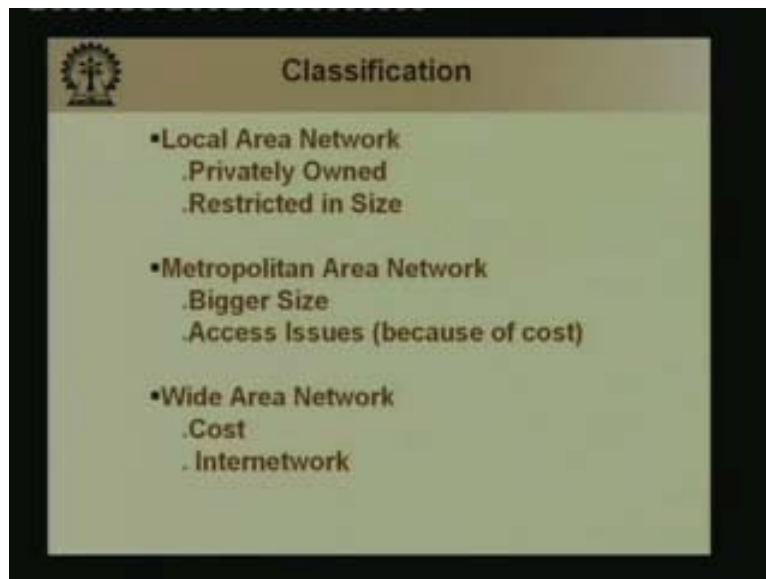 Classification
▪Local Area Network
.Privately Owned
.Restricted in Size
▪Metropolitan Area Network
.Bigger Size
.Access Issues (because of cost)
▪Wide Area Network
.Cost
. Internetwork